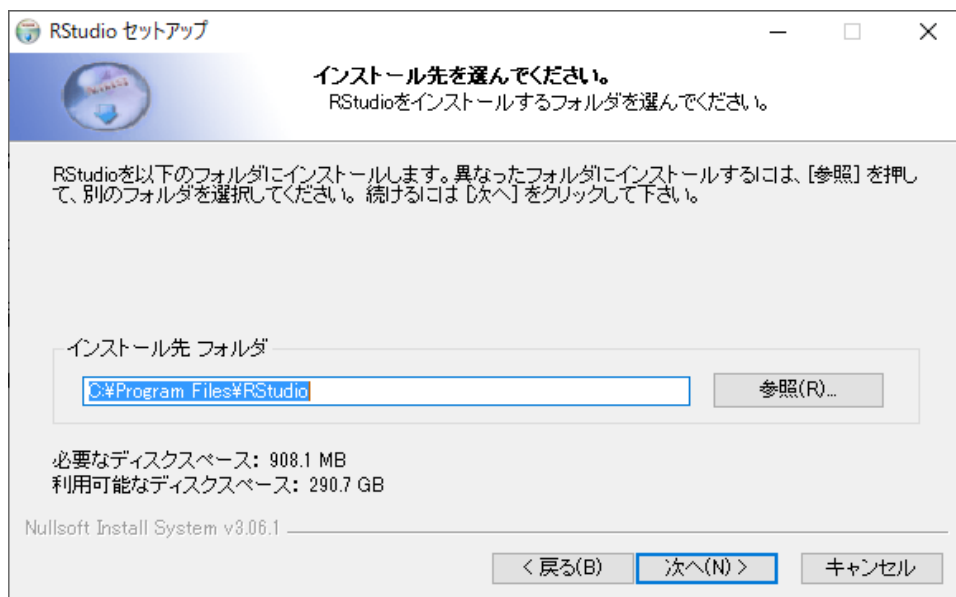 RStudio セットアップ
インストール先を選んでください。
RStudioをインストールするフォルダを選んでください。
RStudioを以下のフォルダにインストールします。異なったフォルダにインストールするには、[参照] を押し
て、別のフォルダを選択してください。 続けるには [次へ] をクリックして下さい。
インストール先 フォルダ
C:¥Program Files¥RStudio
参照(R)...
必要なディスクスペース: 908.1 MB
利用可能なディスクスペース: 290.7 GB
Nullsoft Install System v3.06.1
< 戻る(B)
次へ(N) >
キャンセル